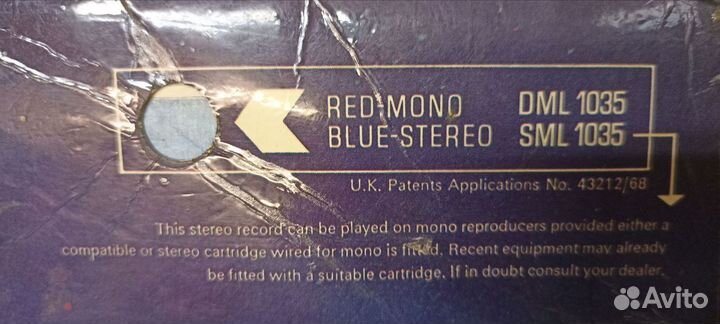 RED-MONO DML 1035
BLUE-STEREO SML 1035
U.K. Patents Applications No. 43212/68
This stereo record can be played on mono reproducers provided either a
compatible or stereo cartridge wired for mono is fitted. Recent equipment may already
be fitted with a suitable cartridge. If in doubt consult your dealer.
Avito